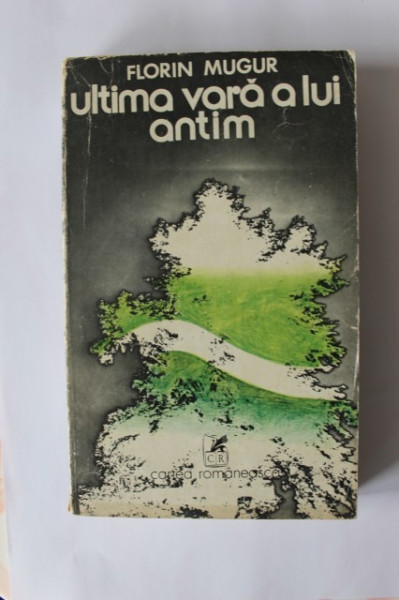 FLORIN MUGUR
ultima vară a lui
antim
CR
cartea românească